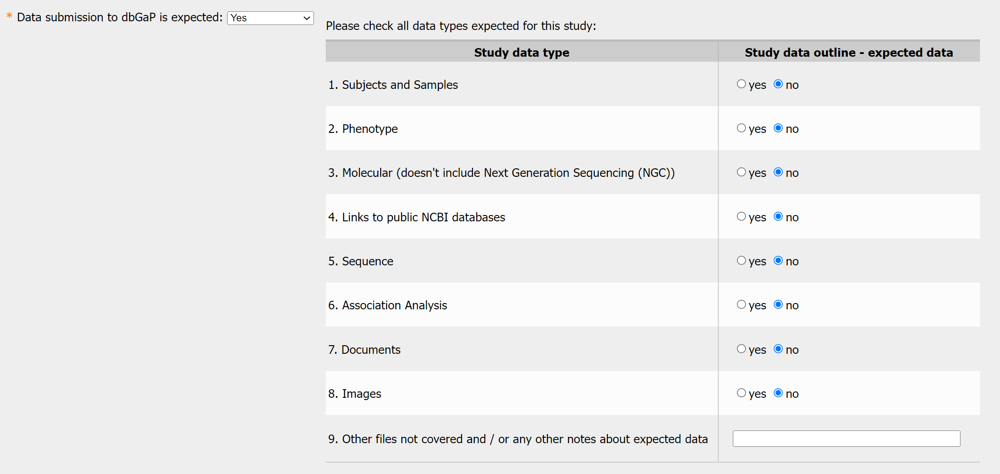 * Data submission to dbGaP is expected: Yes
Please check all data types expected for this study:
Study data type Study data outline - expected data
1. Subjects and Samples yes no
2. Phenotype yes no
3. Molecular (doesn't include Next Generation Sequencing (NGC)) yes no
4. Links to public NCBI databases yes no
5. Sequence yes no
6. Association Analysis yes no
7. Documents yes no
8. Images yes no
9. Other files not covered and / or any other notes about expected data